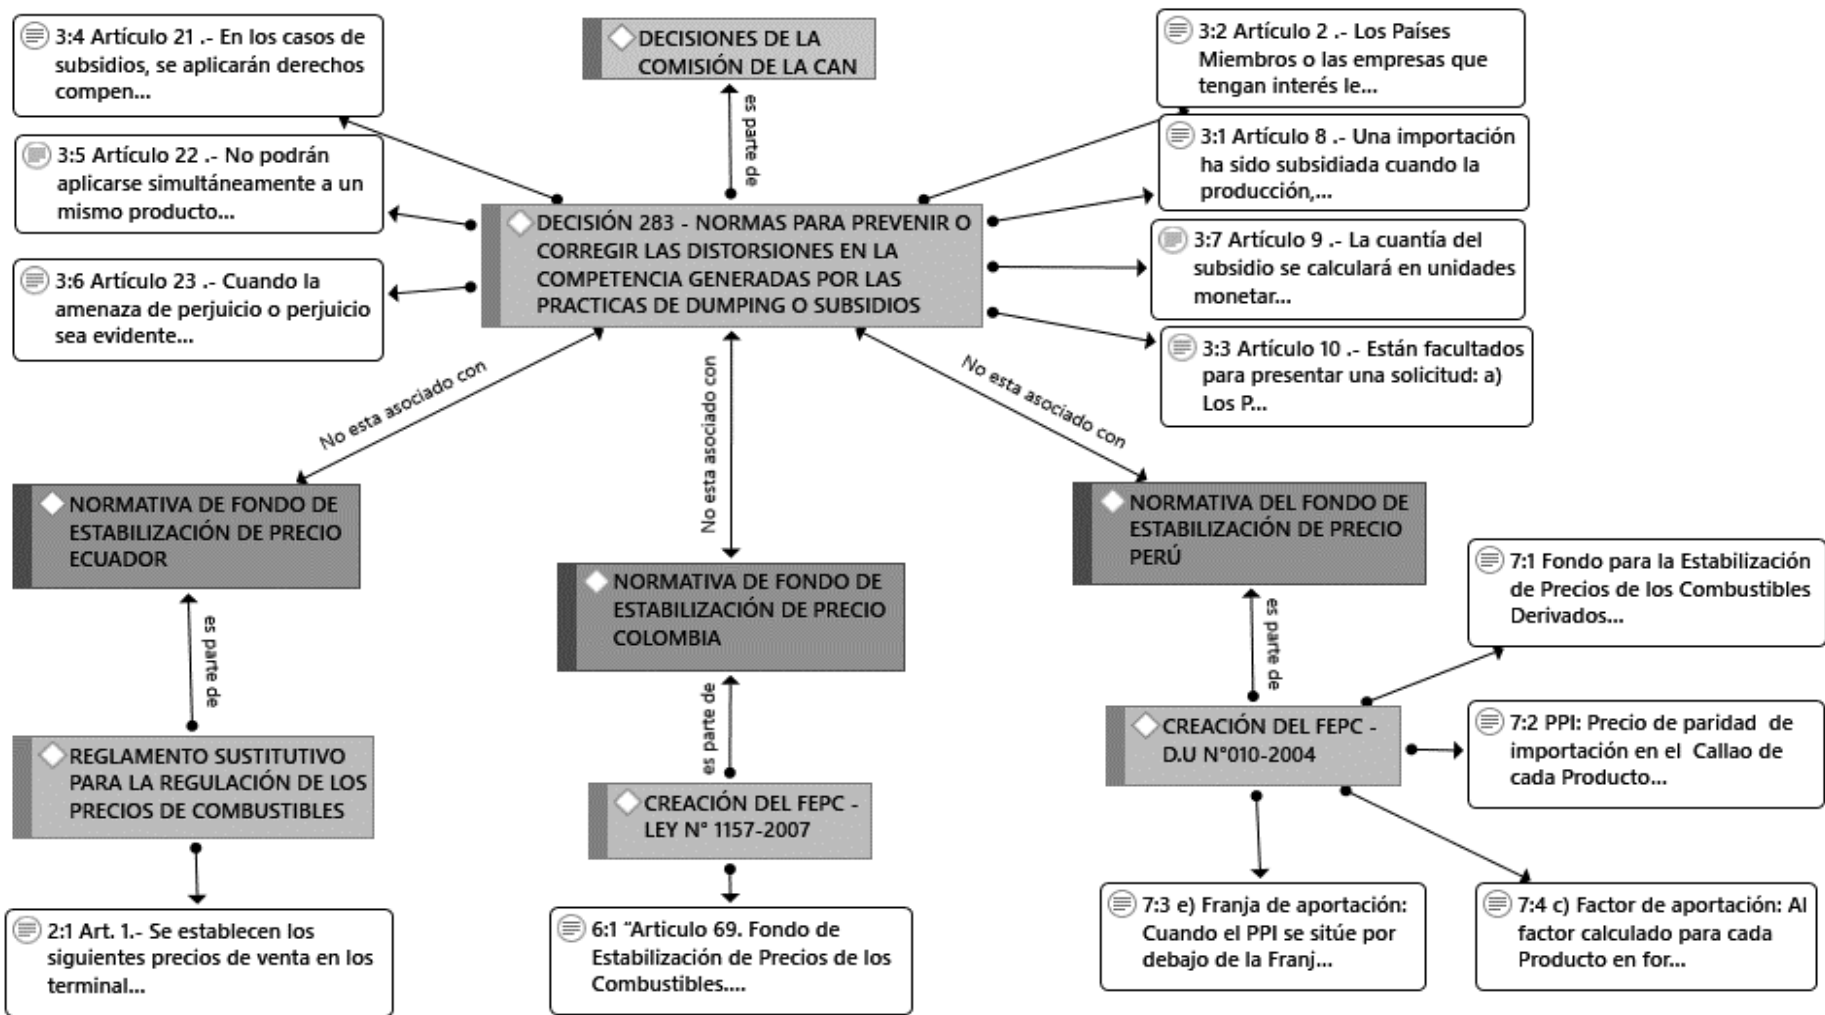 3:4 Artículo 21 .- En los casos de
subsidios, se aplicarán derechos
compen...
DECISIONES DE LA
COMISIÓN DE LA CAN
3:2 Artículo 2 .- Los Países
Miembros o las empresas que
tengan interés le...
es parte de
3:5 Artículo 22 .- No podrán
aplicarse simultáneamente a un
mismo producto...
3:1 Artículo 8 .- Una importación
ha sido subsidiada cuando la
producción,...
DECISIÓN 283 - NORMAS PARA PREVENIR O
CORREGIR LAS DISTORSIONES EN LA
COMPETENCIA GENERADAS POR LAS
PRACTICAS DE DUMPING O SUBSIDIOS
3:7 Artículo 9 .- La cuantía del
subsidio se calculará en unidades
monetar...
3:6 Artículo 23 .- Cuando la
amenaza de perjuicio o perjuicio
sea evidente...
3:3 Artículo 10 .- Están facultados
para presentar una solicitud: a)
Los P...
No esta asociado con
No esta asociado con
No esta asociado con
NORMATIVA DE FONDO DE
ESTABILIZACIÓN DE PRECIO
ECUADOR
NORMATIVA DE FONDO DE
ESTABILIZACIÓN DE PRECIO
COLOMBIA
NORMATIVA DEL FONDO DE
ESTABILIZACIÓN DE PRECIO
PERÚ
7:1 Fondo para la Estabilización
de Precios de los Combustibles
Derivados...
es parte de
es parte de
es parte de
REGLAMENTO SUSTITUTIVO
PARA LA REGULACIÓN DE LOS
PRECIOS DE COMBUSTIBLES
CREACIÓN DEL FEPC -
LEY N° 1157-2007
CREACIÓN DEL FEPC -
D.U N°010-2004
7:2 PPI: Precio de paridad de
importación en el Callao de
cada Producto...
2:1 Art. 1.- Se establecen los
siguientes precios de venta en los
terminal...
6:1 “Articulo 69. Fondo de
Estabilización de Precios de los
Combustibles....
7:3 e) Franja de aportación:
Cuando el PPI se sitúe por
debajo de la Franj...
7:4 c) Factor de aportación: Al
factor calculado para cada
Producto en for...